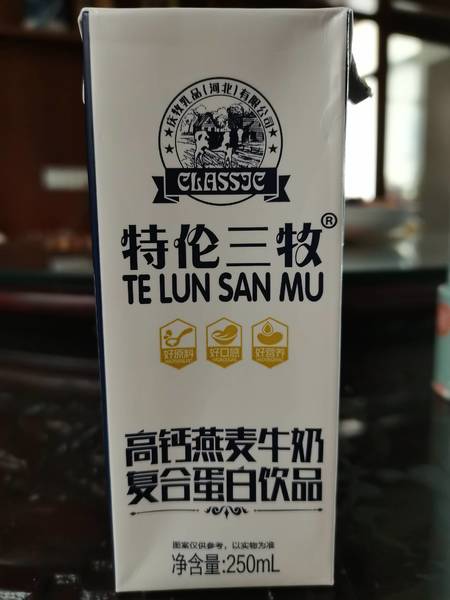 庆牧乳品(河北)有限公司
CLASSIC
特伦三牧®
TE LUN SAN MU
好原料 好口感 好营养
高钙燕麦牛奶
复合蛋白饮品
图案仅供参考，以实物为准
净含量:250mL